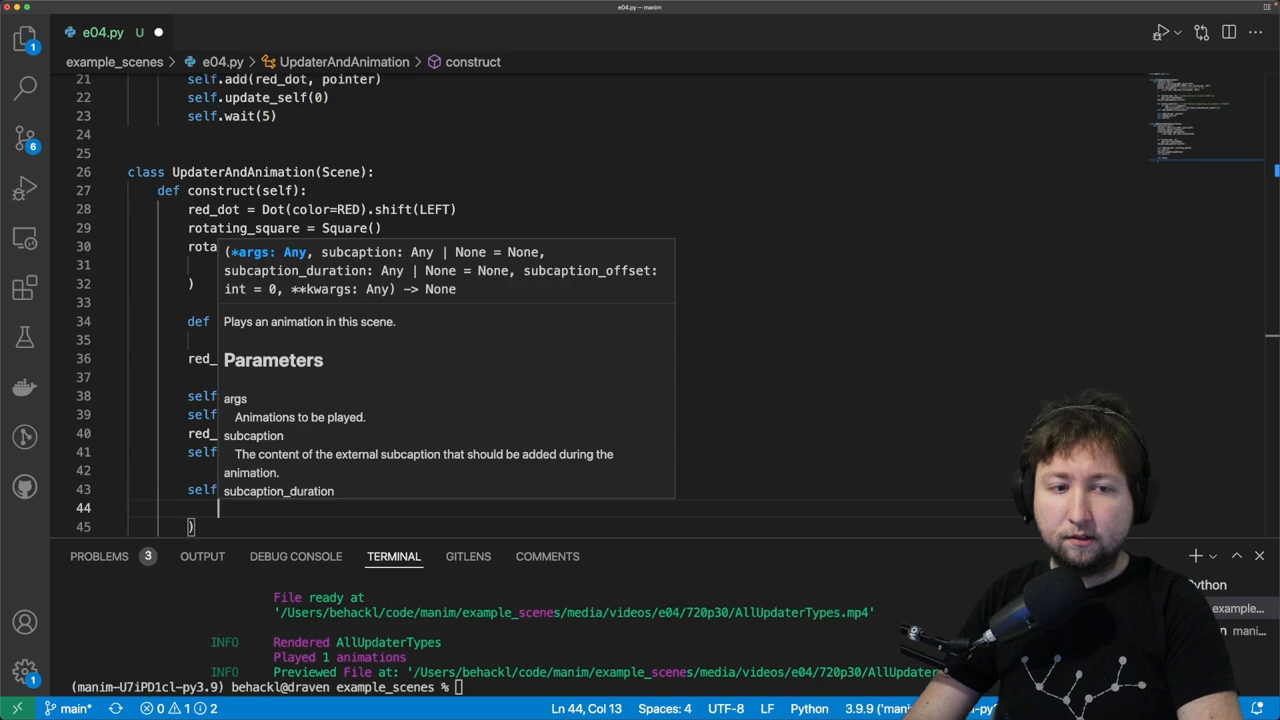 e04.py — manim
e04.py U
example_scenes > e04.py > UpdaterAndAnimation > construct
21 self.add(red_dot, pointer)
22 self.update_self(0)
23 self.wait(5)
24
25
26 class UpdaterAndAnimation(Scene):
27 def construct(self):
28 red_dot = Dot(color=RED).shift(LEFT)
29 rotating_square = Square()
30 rota
(*args: Any, subcaption: Any | None = None,
31
subcaption_duration: Any | None = None, subcaption_offset:
32 )
int = 0, **kwargs: Any) -> None
33
34 def
Plays an animation in this scene.
35
36 red_
Parameters
37
38 self
args
39 self
Animations to be played.
40 red_
subcaption
41 self
The content of the external subcaption that should be added during the
42
animation.
43 self
subcaption_duration
44
45 )
PROBLEMS 3 OUTPUT DEBUG CONSOLE TERMINAL GITLENS COMMENTS
Python
File ready at
example...
'/Users/behackl/code/manim/example_scenes/media/videos/e04/720p30/AllUpdaterTypes.mp4'
mani...
INFO Rendered AllUpdaterTypes
Played 1 animations
INFO Previewed File at: '/Users/behackl/code/manim/example_scenes/media/videos/e04/720p30/AllUpdater
(manim-U7iPD1cl-py3.9) behackl@draven example_scenes %
1
6
1
main* 0 1 2 Ln 44, Col 13 Spaces: 4 UTF-8 LF Python 3.9.9 ('manim